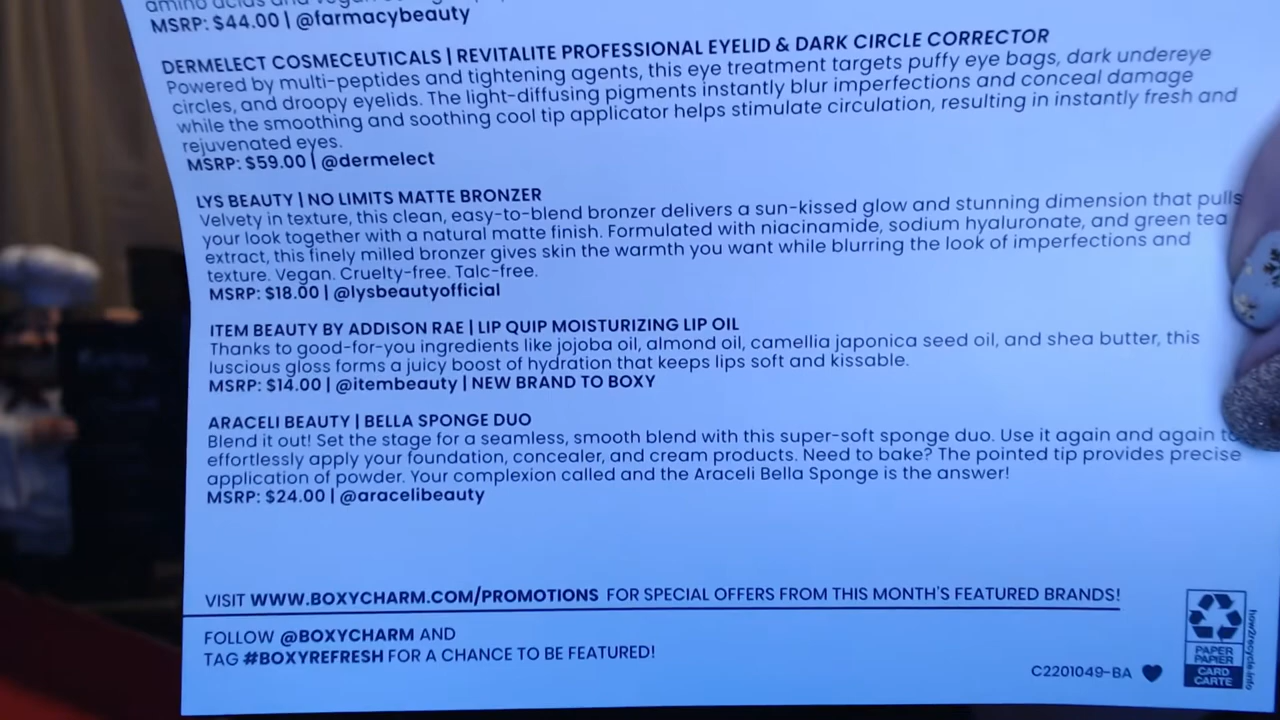 amino acids and vegan
MSRP: $44.00 | @farmacybeauty
DERMELECT COSMECEUTICALS | REVITALITE PROFESSIONAL EYELID & DARK CIRCLE CORRECTOR
Powered by multi-peptides and tightening agents, this eye treatment targets puffy eye bags, dark undereye
circles, and droopy eyelids. The light-diffusing pigments instantly blur imperfections and conceal damage
while the smoothing and soothing cool tip applicator helps stimulate circulation, resulting in instantly fresh and
rejuvenated eyes.
MSRP: $59.00 | @dermelect
LYS BEAUTY | NO LIMITS MATTE BRONZER
Velvety in texture, this clean, easy-to-blend bronzer delivers a sun-kissed glow and stunning dimension that pulls
your look together with a natural matte finish. Formulated with niacinamide, sodium hyaluronate, and green tea
extract, this finely milled bronzer gives skin the warmth you want while blurring the look of imperfections and
texture. Vegan. Cruelty-free. Talc-free.
MSRP: $18.00 | @lysbeautyofficial
ITEM BEAUTY BY ADDISON RAE | LIP QUIP MOISTURIZING LIP OIL
Thanks to good-for-you ingredients like jojoba oil, almond oil, camellia japonica seed oil, and shea butter, this
luscious gloss forms a juicy boost of hydration that keeps lips soft and kissable.
MSRP: $14.00 | @itembeauty | NEW BRAND TO BOXY
ARACELI BEAUTY | BELLA SPONGE DUO
Blend it out! Set the stage for a seamless, smooth blend with this super-soft sponge duo. Use it again and again to
effortlessly apply your foundation, concealer, and cream products. Need to bake? The pointed tip provides precise
application of powder. Your complexion called and the Araceli Bella Sponge is the answer!
MSRP: $24.00 | @aracelibeauty
VISIT WWW.BOXYCHARM.COM/PROMOTIONS FOR SPECIAL OFFERS FROM THIS MONTH'S FEATURED BRANDS!
FOLLOW @BOXYCHARM AND
TAG #BOXYREFRESH FOR A CHANCE TO BE FEATURED!
C2201049-BA
PAPER
PAPIER
CARD
CARTE
how2recycle.info